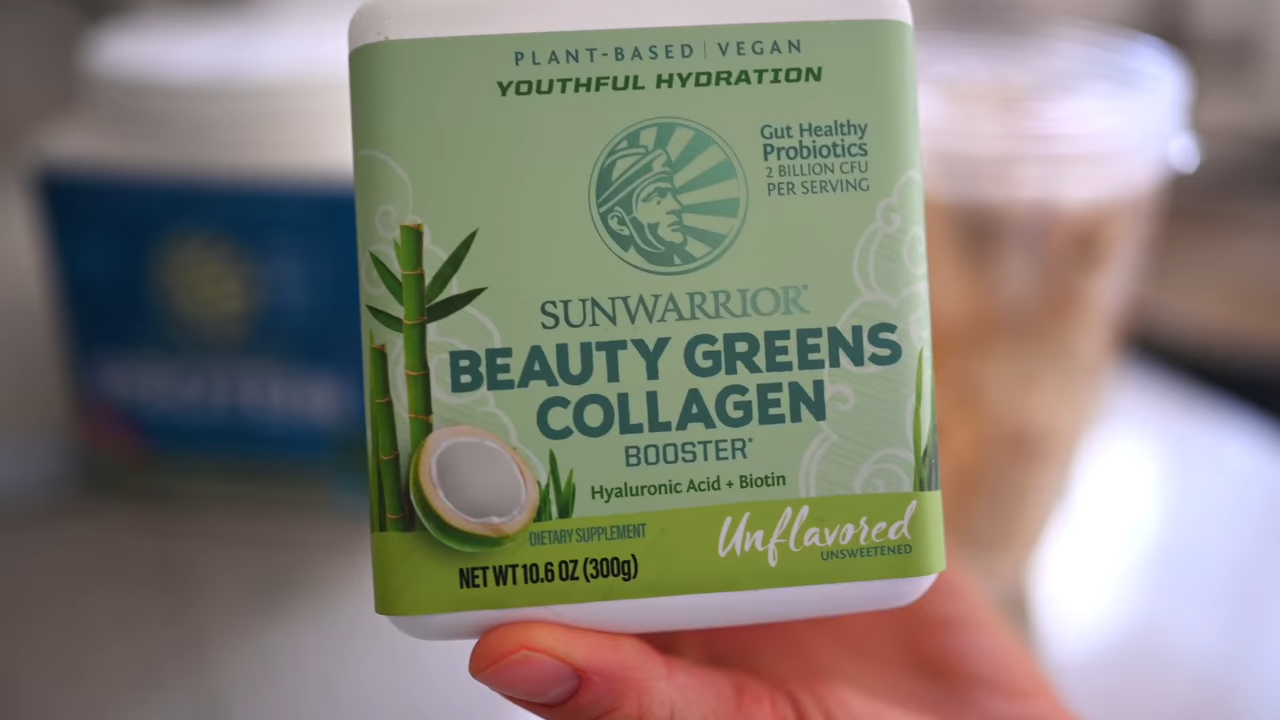 PLANT-BASED | VEGAN
YOUTHFUL HYDRATION
Gut Healthy
Probiotics
2 BILLION CFU
PER SERVING
SUNWARRIOR®
BEAUTY GREENS
COLLAGEN
BOOSTER*
Hyaluronic Acid + Biotin
DIETARY SUPPLEMENT
NET WT 10.6 OZ (300g)
Unflavored
UNSWEETENED